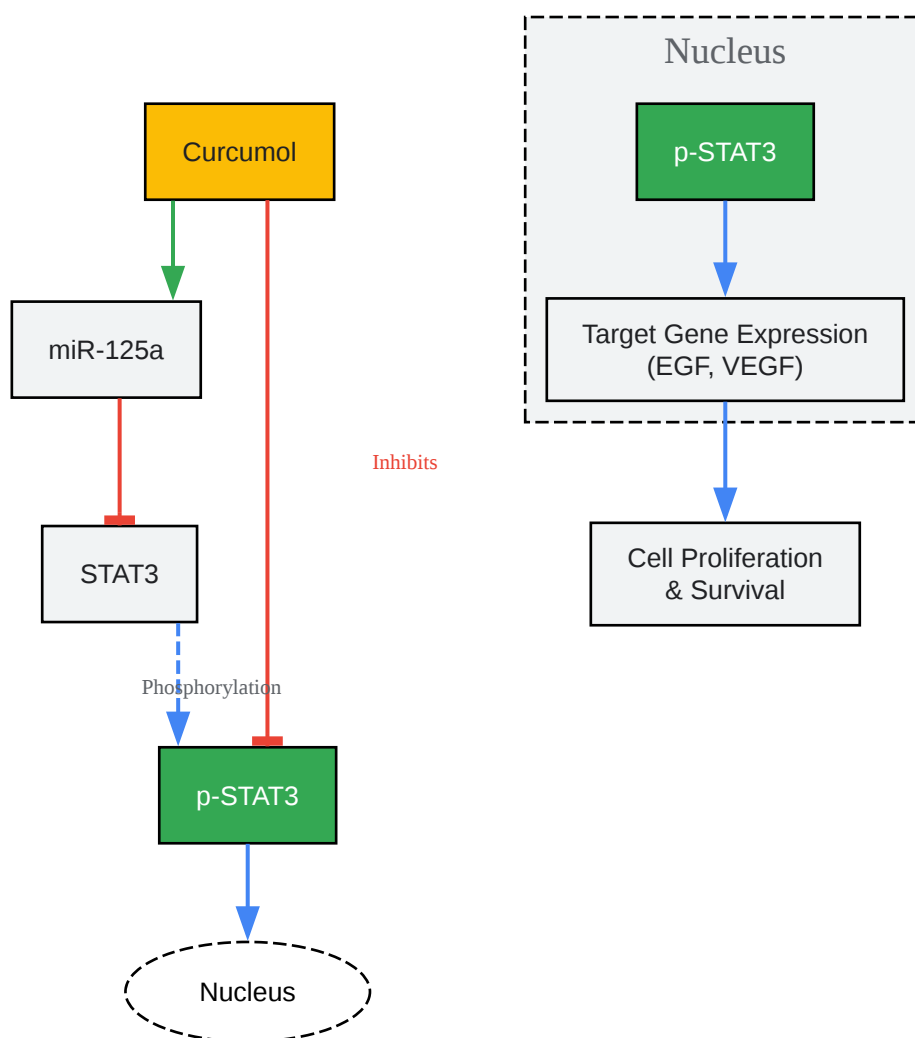 Curcumol
miR-125a
Inhibits
STAT3
Phosphorylation
p-STAT3
Nucleus
Nucleus
p-STAT3
Target Gene Expression
(EGF, VEGF)
Cell Proliferation
& Survival